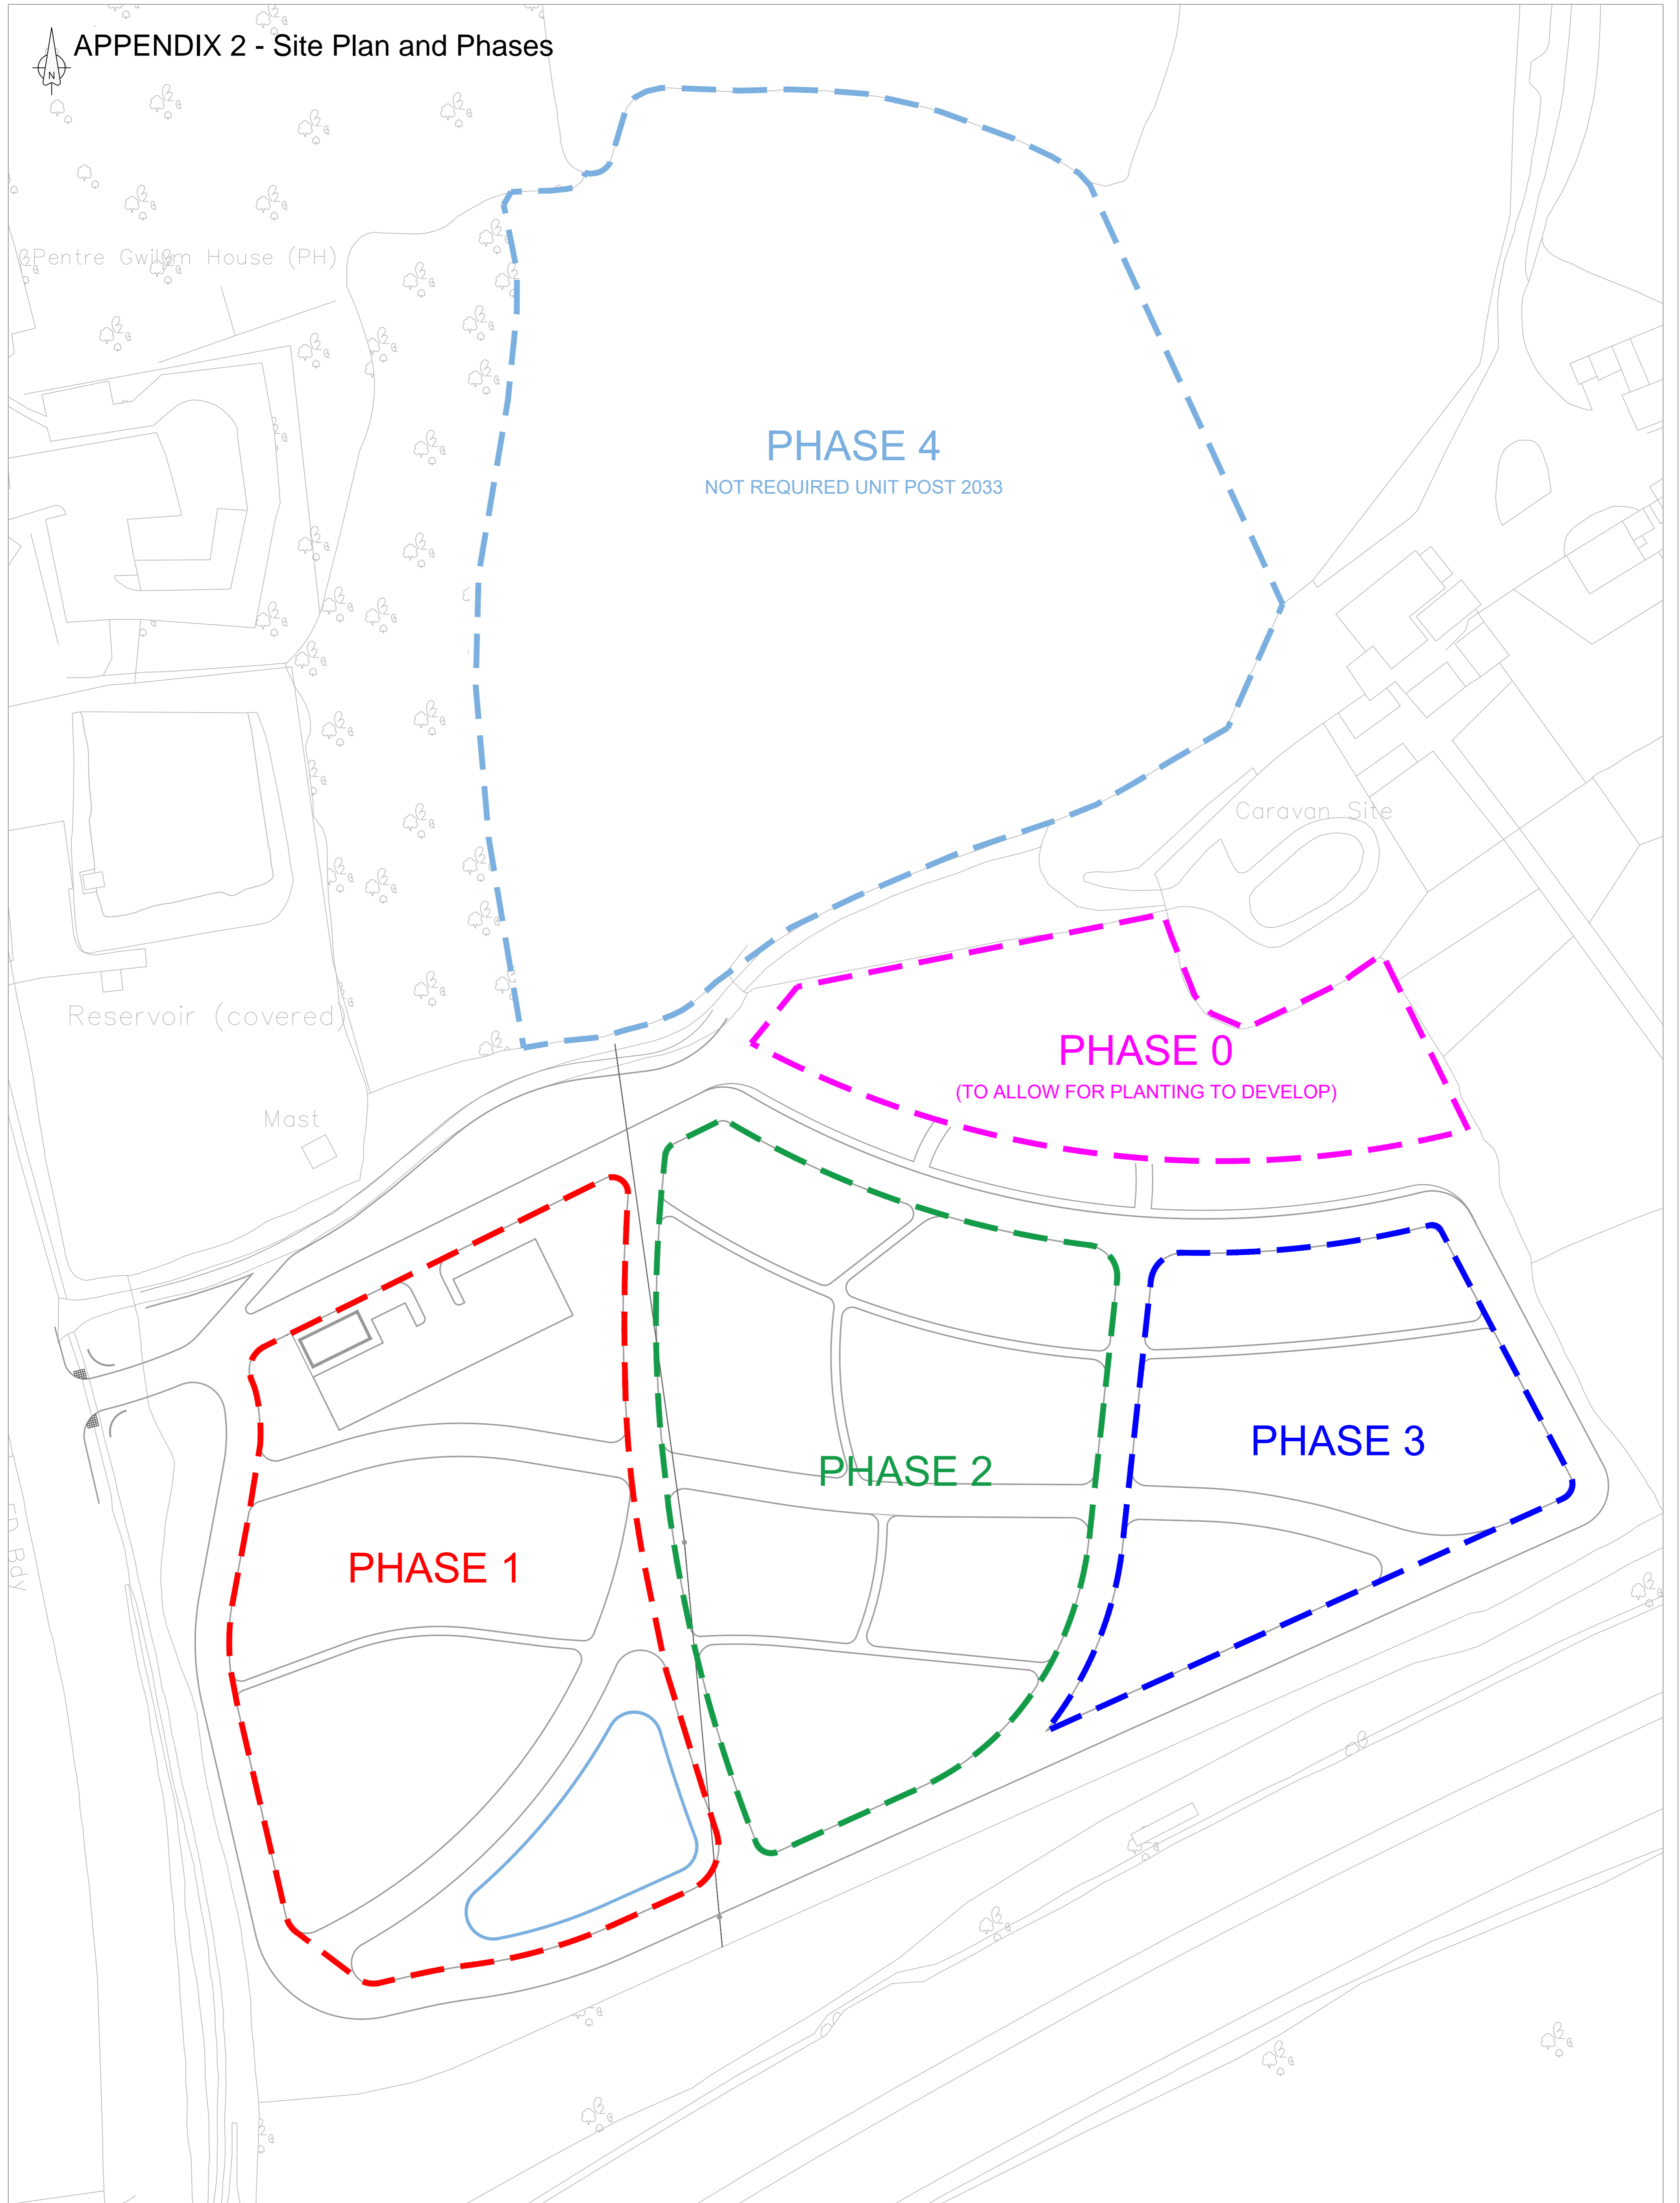 APPENDIX 2 - Site Plan and Phases
N
Pentre Gwilym House (PH)
PHASE 4
NOT REQUIRED UNIT POST 2033
Caravan Site
Reservoir (covered)
PHASE 0
(TO ALLOW FOR PLANTING TO DEVELOP)
Mast
PHASE 3
PHASE 2
PHASE 1
ED Bdy